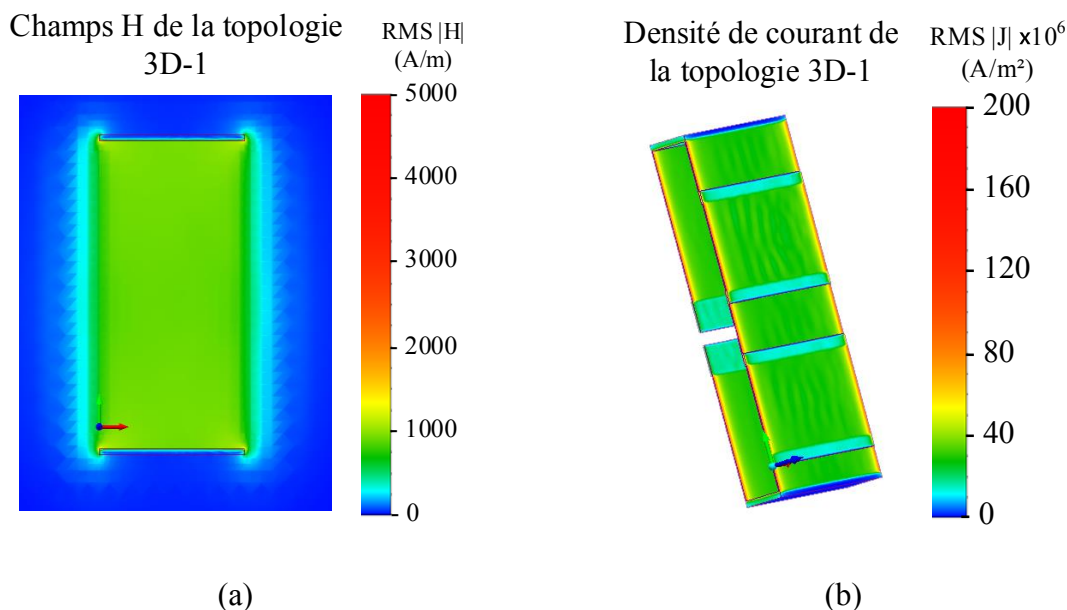 Champs H de la topologie
3D-1
RMS |H|
(A/m)
5000
4000
3000
2000
1000
0
(a)
Densité de courant de
la topologie 3D-1
RMS |J| x10⁶
(A/m²)
200
160
120
80
40
0
(b)